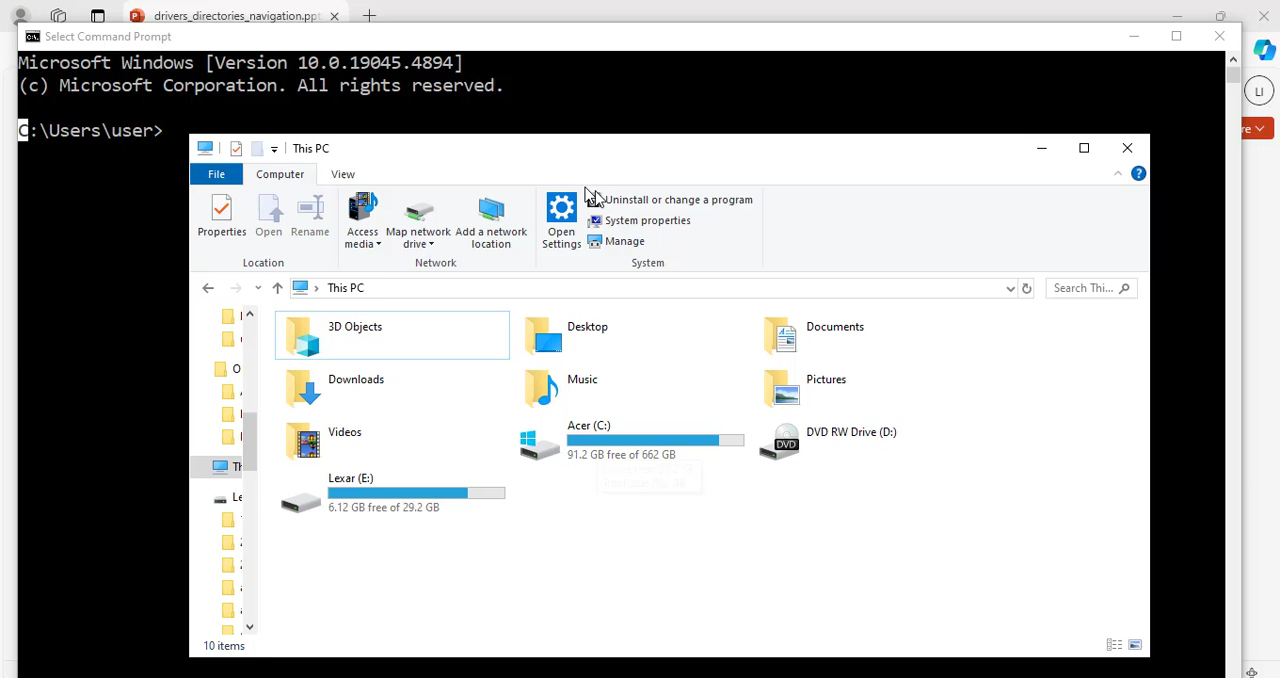 drivers_directories_navigation.ppt
Select Command Prompt
Microsoft Windows [Version 10.0.19045.4894]
(c) Microsoft Corporation. All rights reserved.
LI
C:\Users\user>
This PC
File Computer View
Properties Open Rename
Access media
Map network drive
Add a network location
Open Settings
Uninstall or change a program
System properties
Manage
Location Network System
This PC
Search Thi...
3D Objects Desktop Documents
Downloads Music Pictures
Videos
Acer (C:)
91.2 GB free of 662 GB
DVD RW Drive (D:)
DVD
Lexar (E:)
6.12 GB free of 29.2 GB
10 items